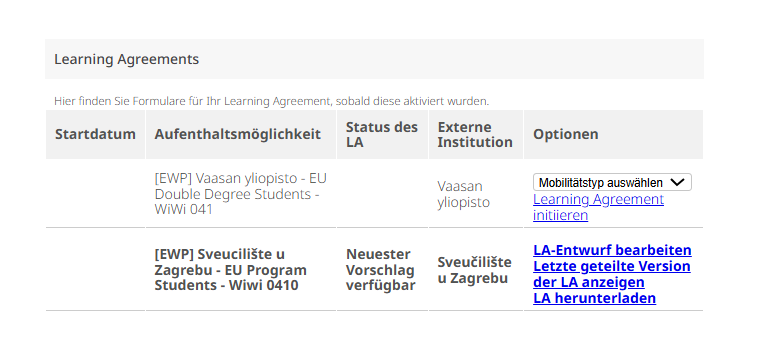 Learning Agreements
Hier finden Sie Formulare für Ihr Learning Agreement, sobald diese aktiviert wurden.
Startdatum
Aufenthaltsmöglichkeit
Status des
LA
Externe
Institution
Optionen
[EWP] Vaasan yliopisto - EU
Double Degree Students -
WiWi 041
Vaasan
yliopisto
Mobilitätstyp auswählen
Learning Agreement
initiieren
[EWP] Sveucilište u
Zagrebu - EU Program
Students - Wiwi 0410
Neuester
Vorschlag
verfügbar
Sveučilište
u Zagrebu
LA-Entwurf bearbeiten
Letzte geteilte Version
der LA anzeigen
LA herunterladen